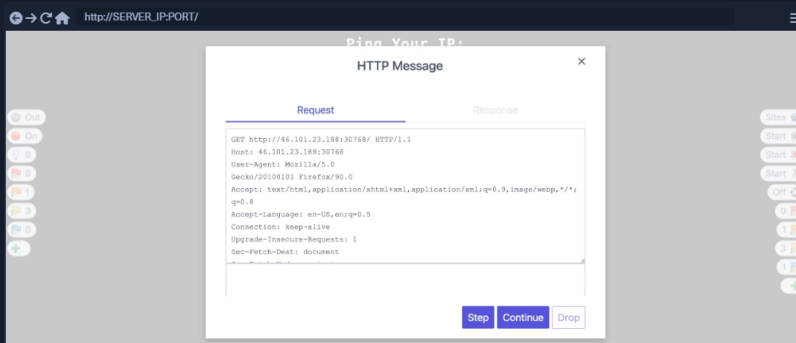 http://SERVER_IP:PORT/
Ping Your IP:
HTTP Message
Request
Response
GET http://46.101.23.188:30768/ HTTP/1.1
Host: 46.101.23.188:30768
User-Agent: Mozilla/5.0
Gecko/20100101 Firefox/90.0
Accept: text/html,application/xhtml+xml,application/xml;q=0.9,image/webp,*/*;
q=0.8
Accept-Language: en-US,en;q=0.5
Connection: keep-alive
Upgrade-Insecure-Requests: 1
Sec-Fetch-Dest: document
Step
Continue
Drop
Out
On
0
0
1
3
0
Sites
Start
Start
Start
Off
0
1
3
1